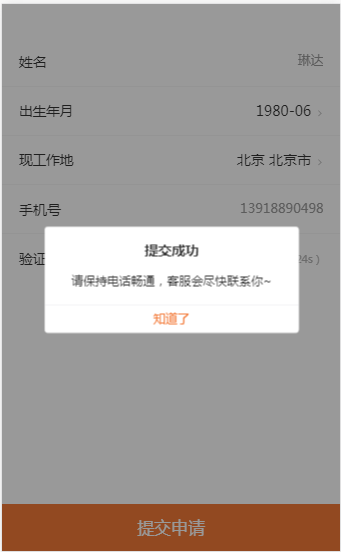 姓名 琳达
出生年月 1980-06 >
现工作地 北京 北京市 >
手机号 13918890498
验证 24s）
提交成功
请保持电话畅通，客服会尽快联系你~
知道了
提交申请